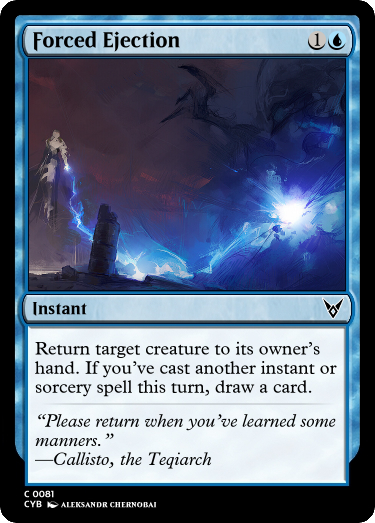 Forced Ejection 1
Instant
Return target creature to its owner's
hand. If you've cast another instant or
sorcery spell this turn, draw a card.
“Please return when you've learned some
manners.”
—Callisto, the Teqiarch
C 0081
CYB ALEKSANDR CHERNOBAI